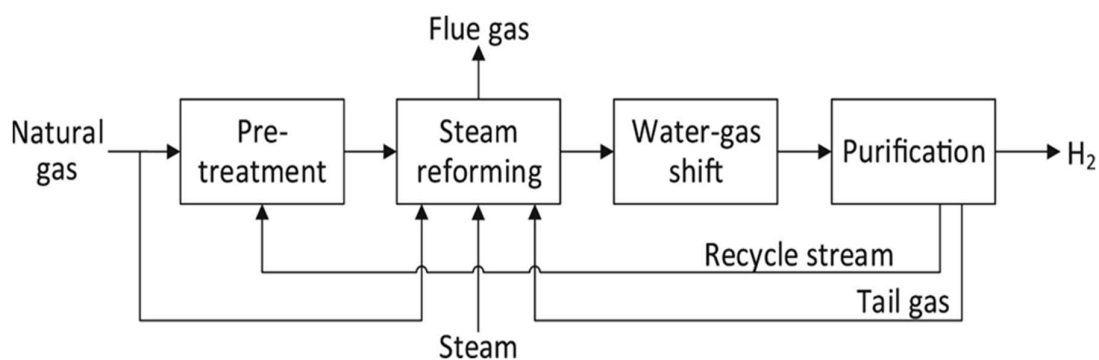 Flue gas
Natural
gas
Pre-
treatment
Steam
reforming
Water-gas
shift
Purification
H₂
Recycle stream
Tail gas
Steam